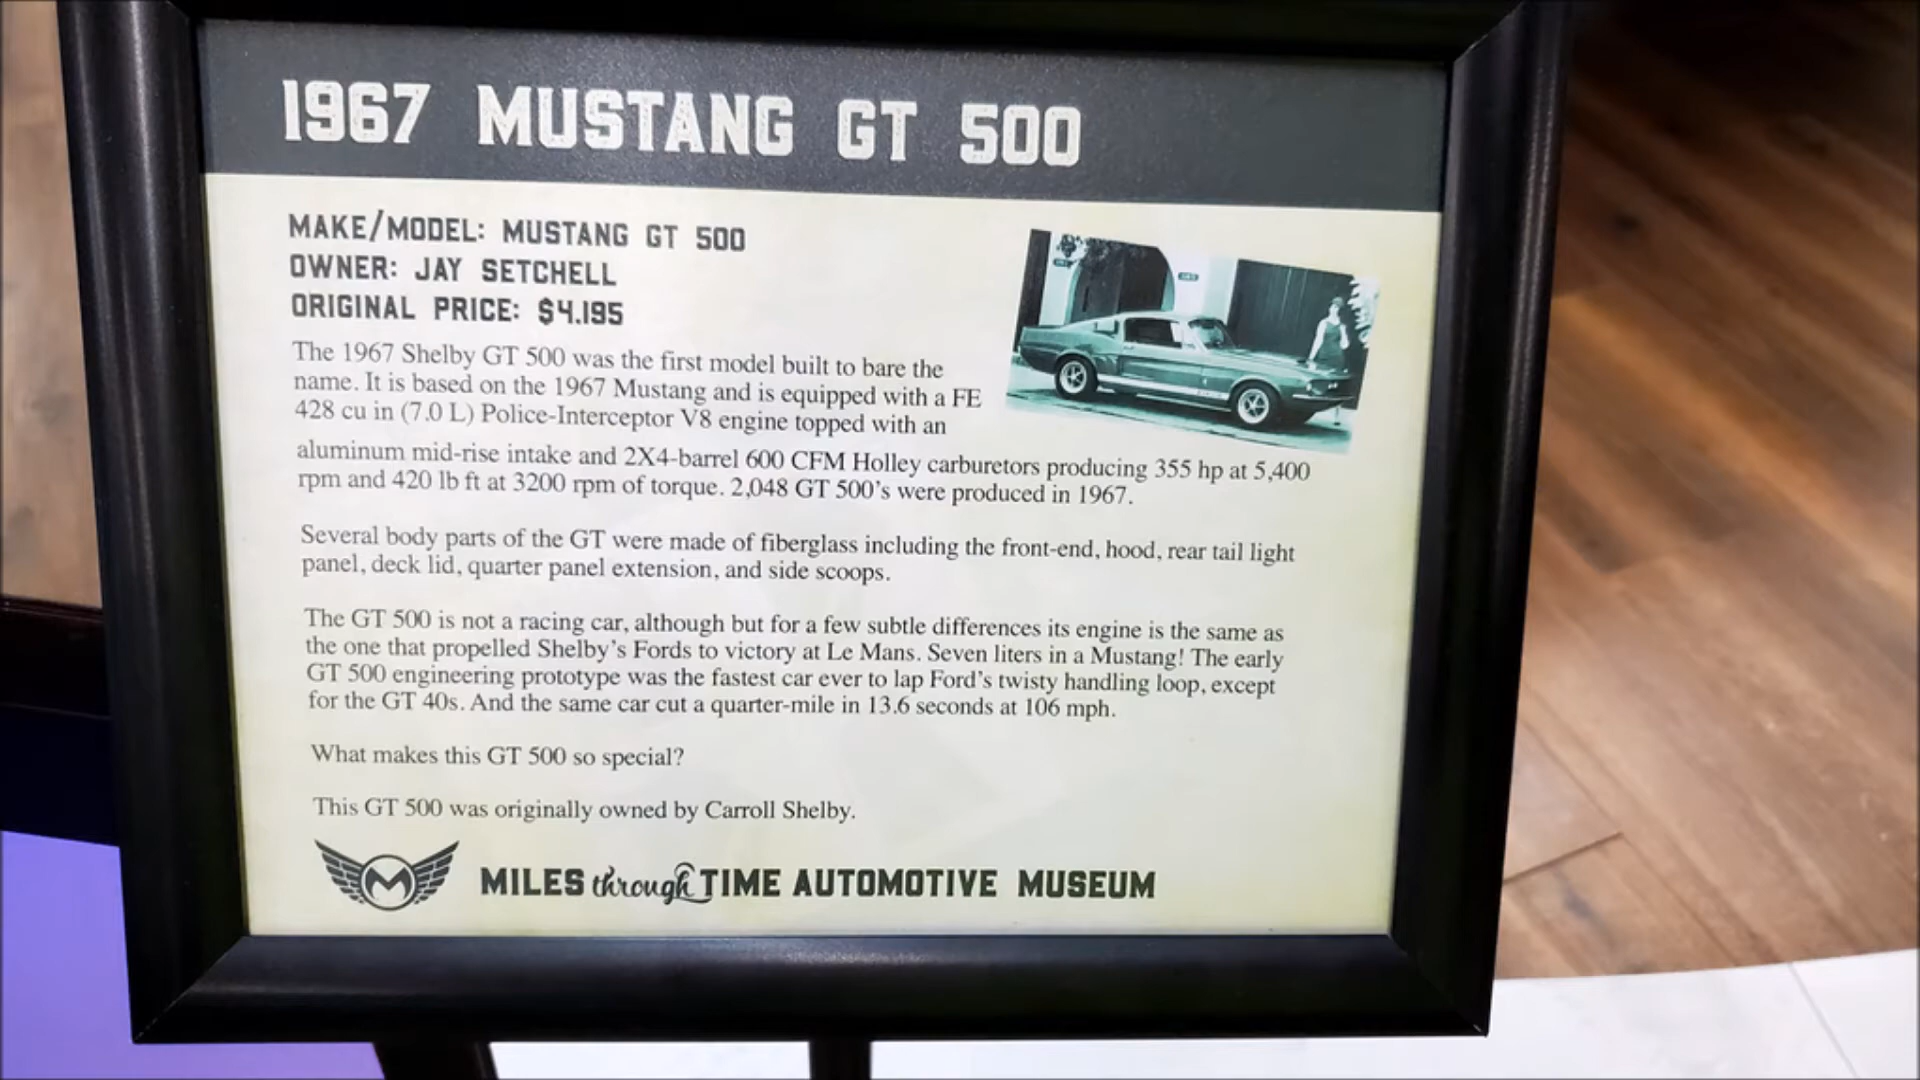 1967 MUSTANG GT 500
MAKE/MODEL: MUSTANG GT 500
OWNER: JAY SETCHELL
ORIGINAL PRICE: $4.195
The 1967 Shelby GT 500 was the first model built to bare the
name. It is based on the 1967 Mustang and is equipped with a FE
428 cu in (7.0 L) Police-Interceptor V8 engine topped with an
aluminum mid-rise intake and 2X4-barrel 600 CFM Holley carburetors producing 355 hp at 5,400
rpm and 420 lb ft at 3200 rpm of torque. 2,048 GT 500's were produced in 1967.
Several body parts of the GT were made of fiberglass including the front-end, hood, rear tail light
panel, deck lid, quarter panel extension, and side scoops.
The GT 500 is not a racing car, although but for a few subtle differences its engine is the same as
the one that propelled Shelby's Fords to victory at Le Mans. Seven liters in a Mustang! The early
GT 500 engineering prototype was the fastest car ever to lap Ford's twisty handling loop, except
for the GT 40s. And the same car cut a quarter-mile in 13.6 seconds at 106 mph.
What makes this GT 500 so special?
This GT 500 was originally owned by Carroll Shelby.
M MILES through TIME AUTOMOTIVE MUSEUM